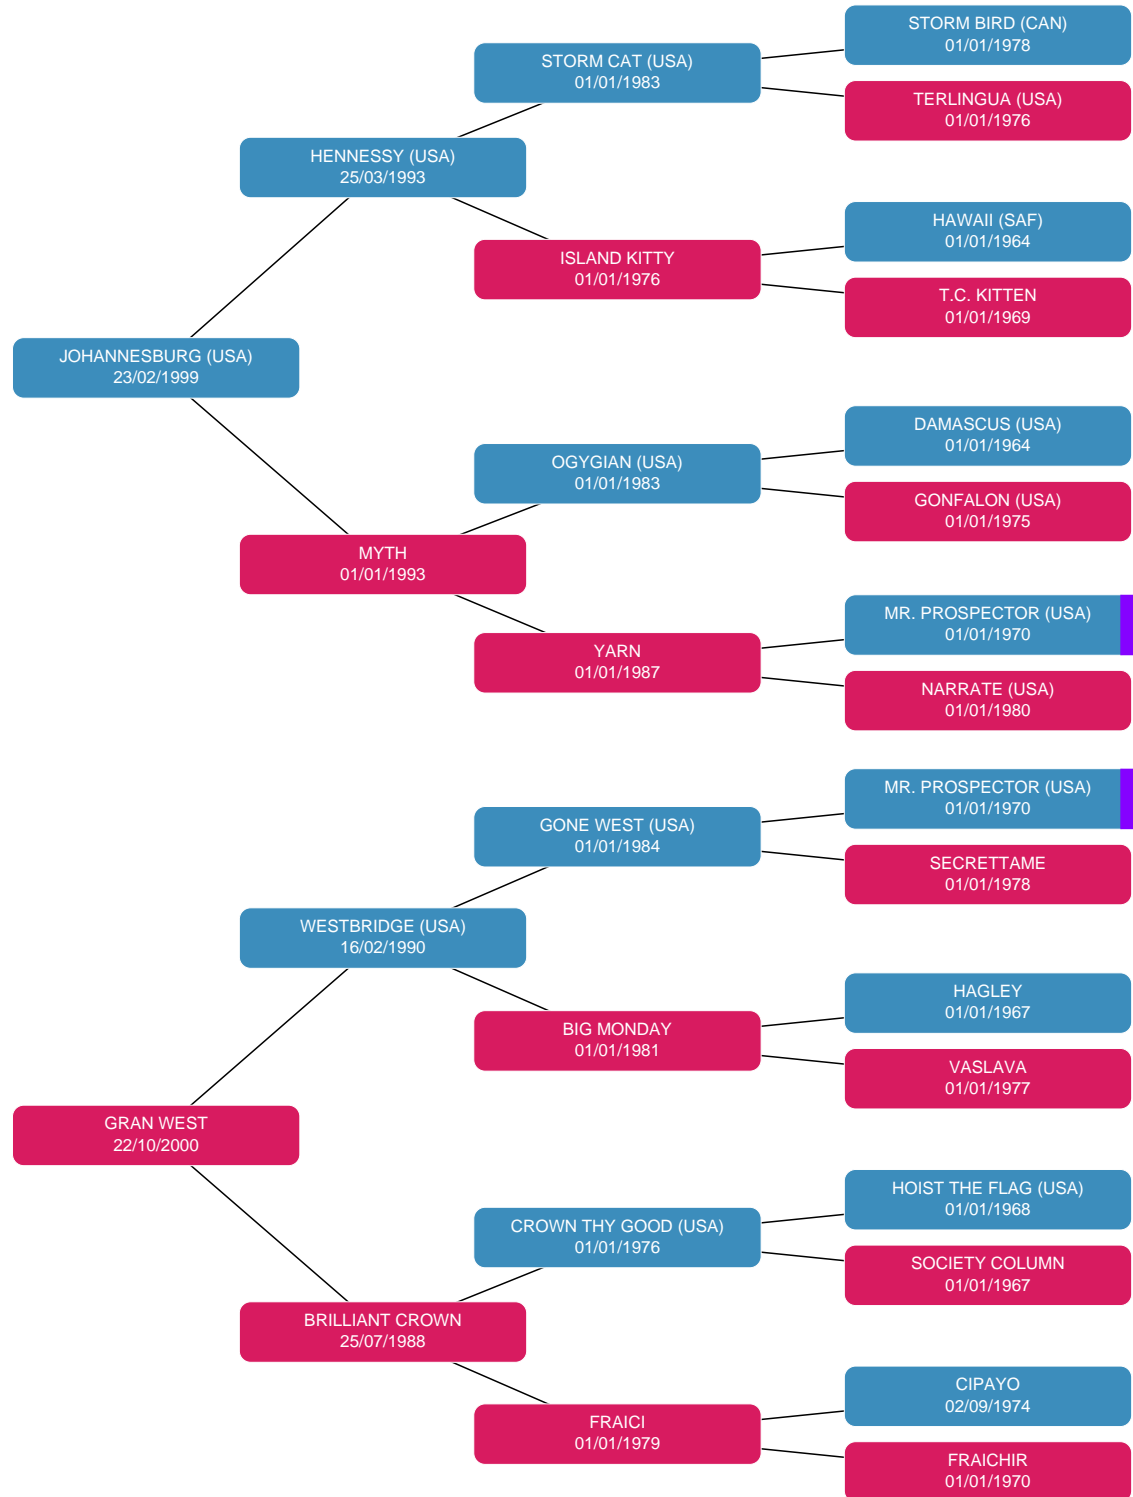 STORM BIRD (CAN)
01/01/1978
STORM CAT (USA)
01/01/1983
TERLINGUA (USA)
01/01/1976
HENNESSY (USA)
25/03/1993
HAWAII (SAF)
01/01/1964
ISLAND KITTY
01/01/1976
T.C. KITTEN
01/01/1969
JOHANNESBURG (USA)
23/02/1999
DAMASCUS (USA)
01/01/1964
OGYGIAN (USA)
01/01/1983
GONFALON (USA)
01/01/1975
MYTH
01/01/1993
MR. PROSPECTOR (USA)
01/01/1970
YARN
01/01/1987
NARRATE (USA)
01/01/1980
MR. PROSPECTOR (USA)
01/01/1970
GONE WEST (USA)
01/01/1984
SECRETTAME
01/01/1978
WESTBRIDGE (USA)
16/02/1990
HAGLEY
01/01/1967
BIG MONDAY
01/01/1981
VASLAVA
01/01/1977
GRAN WEST
22/10/2000
HOIST THE FLAG (USA)
01/01/1968
CROWN THY GOOD (USA)
01/01/1976
SOCIETY COLUMN
01/01/1967
BRILLIANT CROWN
25/07/1988
CIPAYO
02/09/1974
FRAICI
01/01/1979
FRAICHIR
01/01/1970